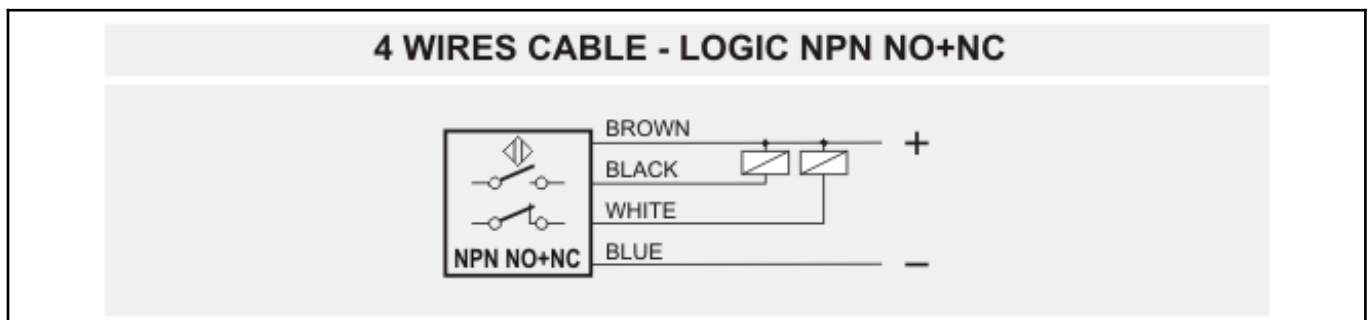 4 WIRES CABLE - LOGIC NPN NO+NC
BROWN
+
BLACK
WHITE
BLUE
−
NPN NO+NC